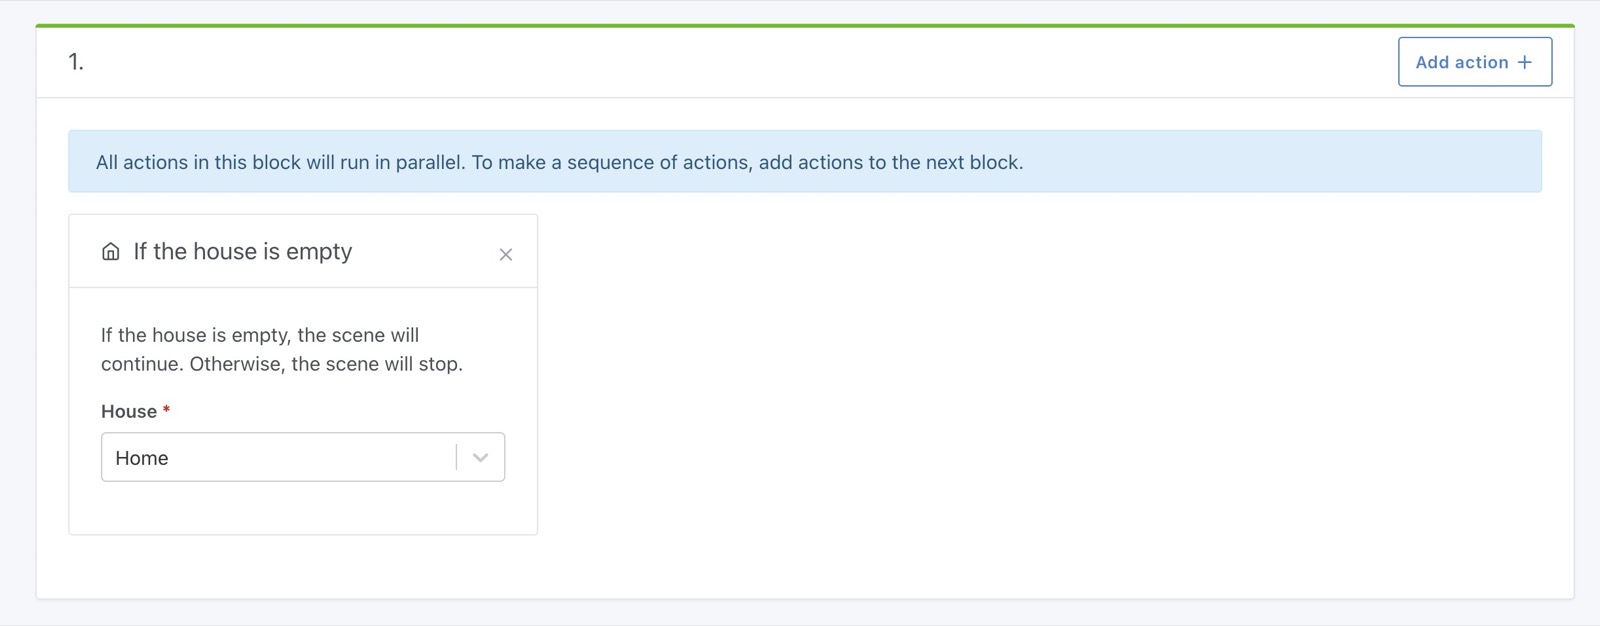 1.
Add action +
All actions in this block will run in parallel. To make a sequence of actions, add actions to the next block.
If the house is empty
If the house is empty, the scene will
continue. Otherwise, the scene will stop.
House *
Home